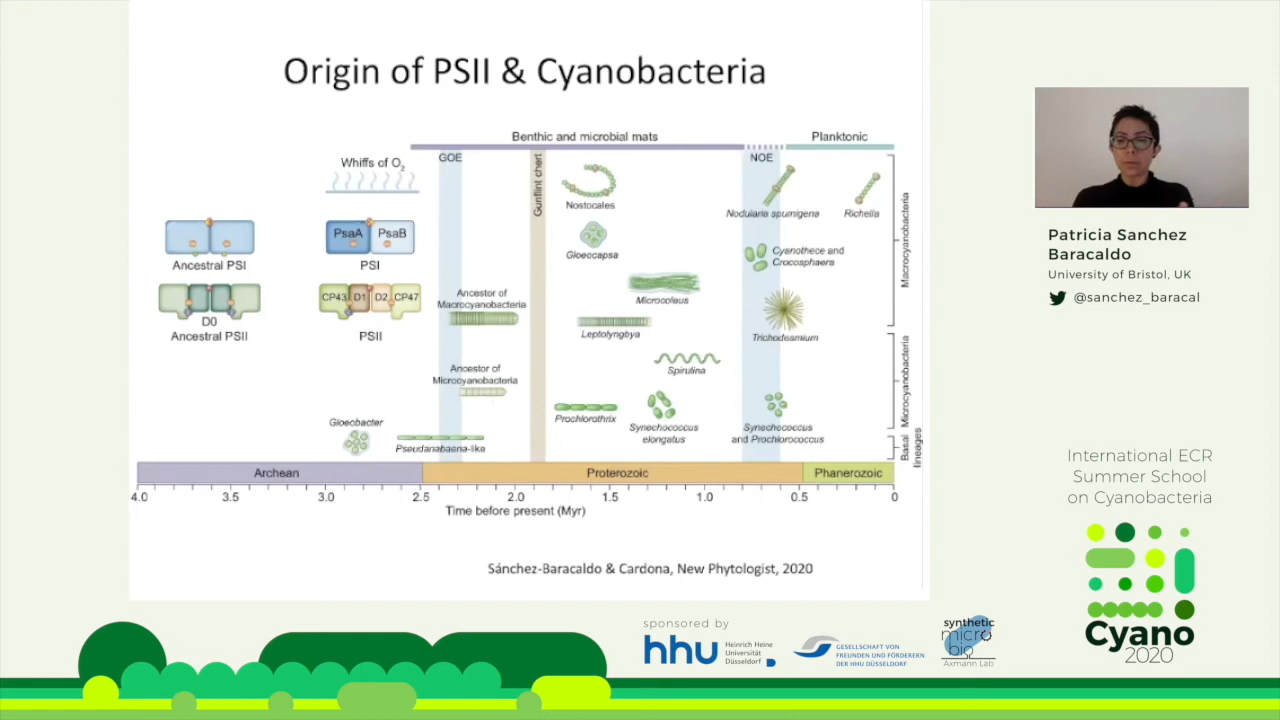 Origin of PSII & Cyanobacteria
Benthic and microbial mats
Planktonic
Whiffs of O2
GOE
Gunflint chert
NOE
Nostocales
Nodularia spumigena
Richelia
PsaA
PsaB
Ancestral PSI
PSI
Gloeocapsa
Cyanothece and
Crocosphaera
Macrocyanobacteria
CP43
D1
D2
CP47
Ancestor of
Macrocyanobacteria
Microcoleus
D0
Ancestral PSII
PSII
Leptolyngbya
Trichodesmium
Ancestor of
Microcyanobacteria
Spirulina
Microcyanobacteria
Gloeobacter
Pseudanabaena-like
Prochlorothrix
Synechococcus
elongatus
Synechococcus
and Prochlorococcus
Basal
lineages
Archean
Proterozoic
Phanerozoic
4.0
3.5
3.0
2.5
2.0
1.5
1.0
0.5
0
Time before present (Myr)
Sánchez-Baracaldo & Cardona, New Phytologist, 2020
Patricia Sanchez
Baracaldo
University of Bristol, UK
@sanchez_baracal
International ECR
Summer School
on Cyanobacteria
Cyano
2020
sponsored by
hhu
Heinrich Heine
Universität
Düsseldorf
GESELLSCHAFT VON
FREUNDEN UND FÖRDERERN
DER HHU DÜSSELDORF
synthetic
micro
bio
Axmann Lab